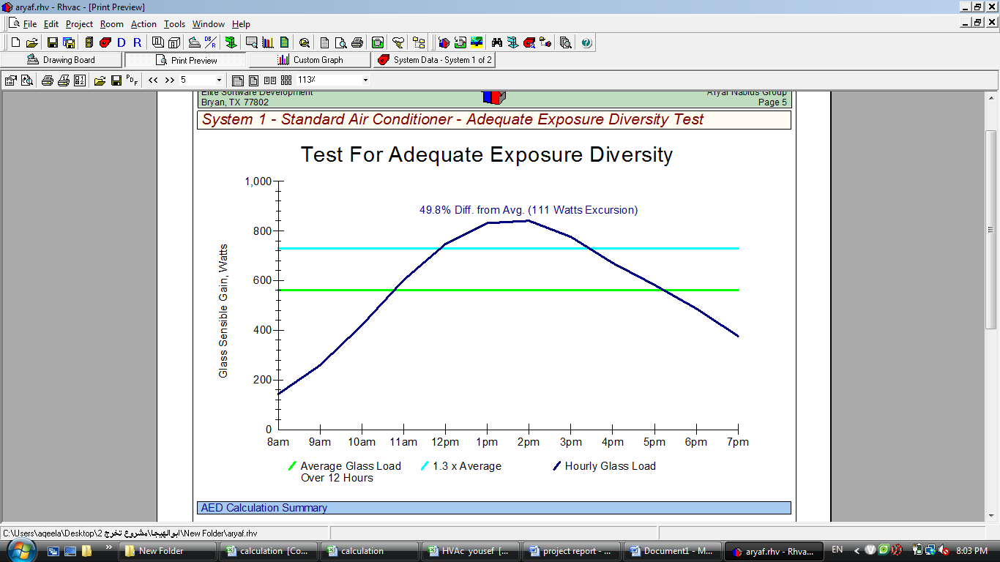 aryaf.rhv - Rhvac - [Print Preview]
File Edit Project Room Action Tools Window Help
D R DB/R
Drawing Board Print Preview Custom Graph System Data - System 1 of 2
PDF << >> 5 113%
Elite Software Development Aryaf Nablus Group
Bryan, TX 77802 Page 5
System 1 - Standard Air Conditioner - Adequate Exposure Diversity Test
Test For Adequate Exposure Diversity
1,000
49.8% Diff. from Avg. (111 Watts Excursion)
800
Glass Sensible Gain, Watts
600
400
200
0
8am 9am 10am 11am 12pm 1pm 2pm 3pm 4pm 5pm 6pm 7pm
Average Glass Load 1.3 x Average Hourly Glass Load
Over 12 Hours
AED Calculation Summary
C:\Users\aqeela\Desktop\2 ابوالهيجا\مشروع تخرج\New Folder\aryaf.rhv
New Folder calculation [Co... calculation HVAc yousef [... project report - ... Document1 - M... aryaf.rhv - Rhva... EN 8:03 PM